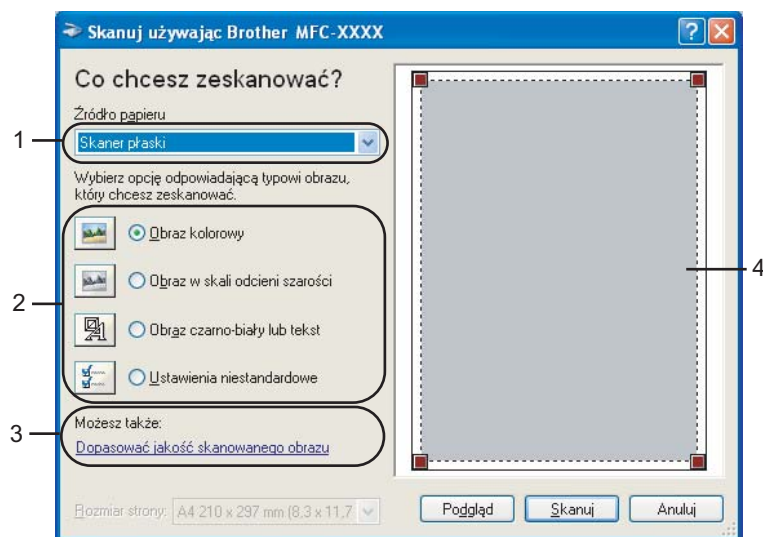 Skanuj używając Brother MFC-XXXX
Co chcesz zeskanować?
Źródło papieru
1
Skaner płaski
Wybierz opcję odpowiadającą typowi obrazu,
który chcesz zeskanować.
Obraz kolorowy
4
Obraz w skali odcieni szarości
2
Obraz czarno-biały lub tekst
Ustawienia niestandardowe
Możesz także:
3
Dopasować jakość skanowanego obrazu
Rozmiar strony: A4 210 x 297 mm (8,3 x 11,7
Podgląd Skanuj Anuluj